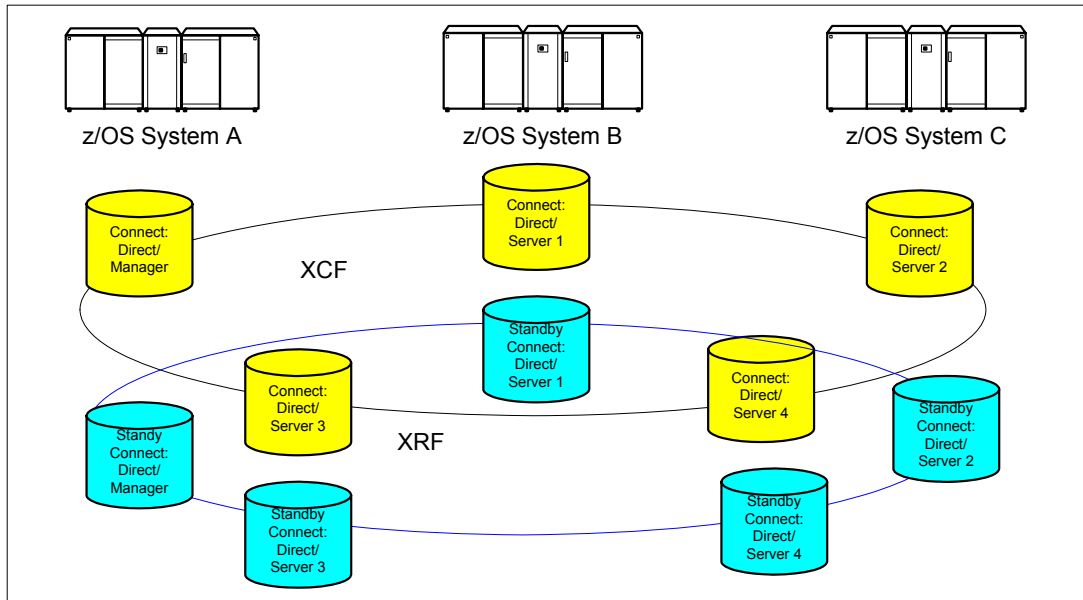 z/OS System A
z/OS System B
z/OS System C
Connect:
Direct/
Manager
Connect:
Direct/
Server 1
Connect:
Direct/
Server 2
XCF
Standby
Connect:
Direct/
Server 1
Connect:
Direct/
Server 3
Connect:
Direct/
Server 4
XRF
Standy
Connect:
Direct/
Manager
Standby
Connect:
Direct/
Server 2
Standby
Connect:
Direct/
Server 3
Standby
Connect:
Direct/
Server 4